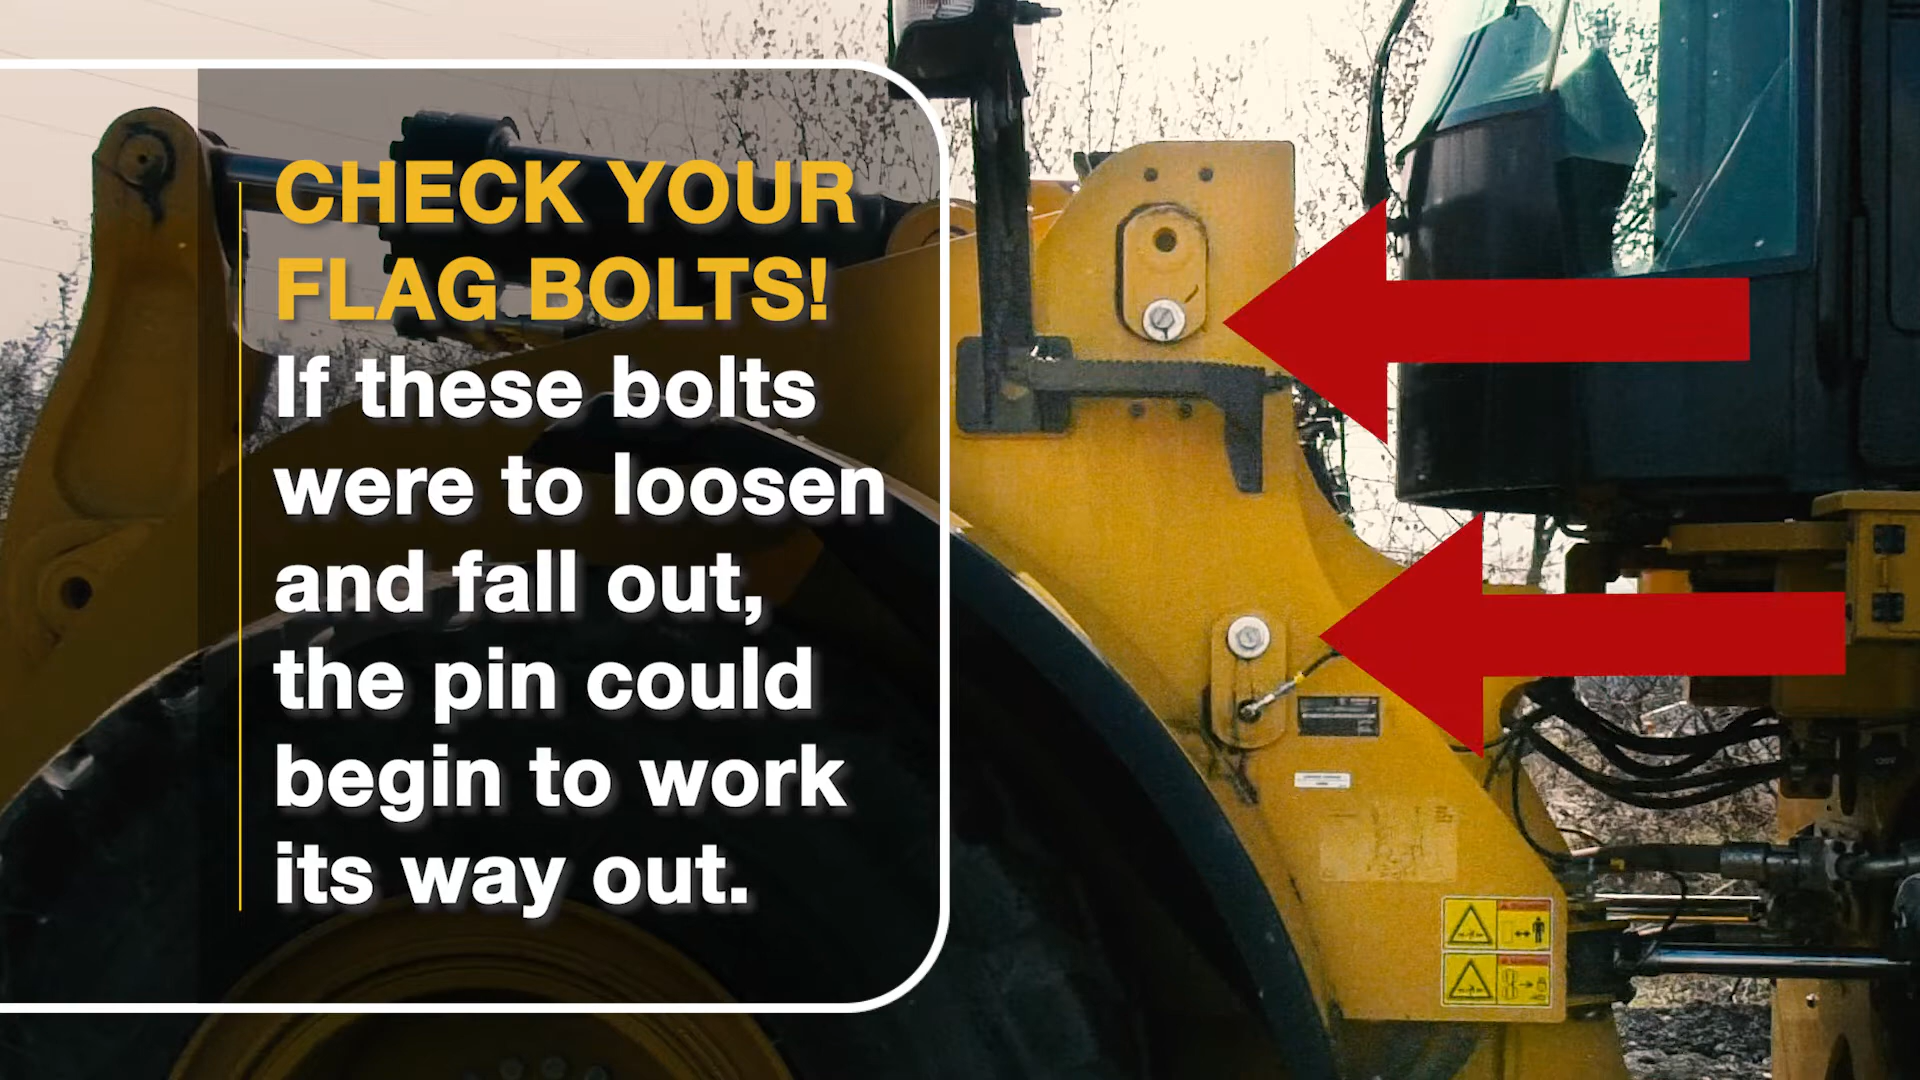 CHECK YOUR
FLAG BOLTS!
If these bolts
were to loosen
and fall out,
the pin could
begin to work
its way out.